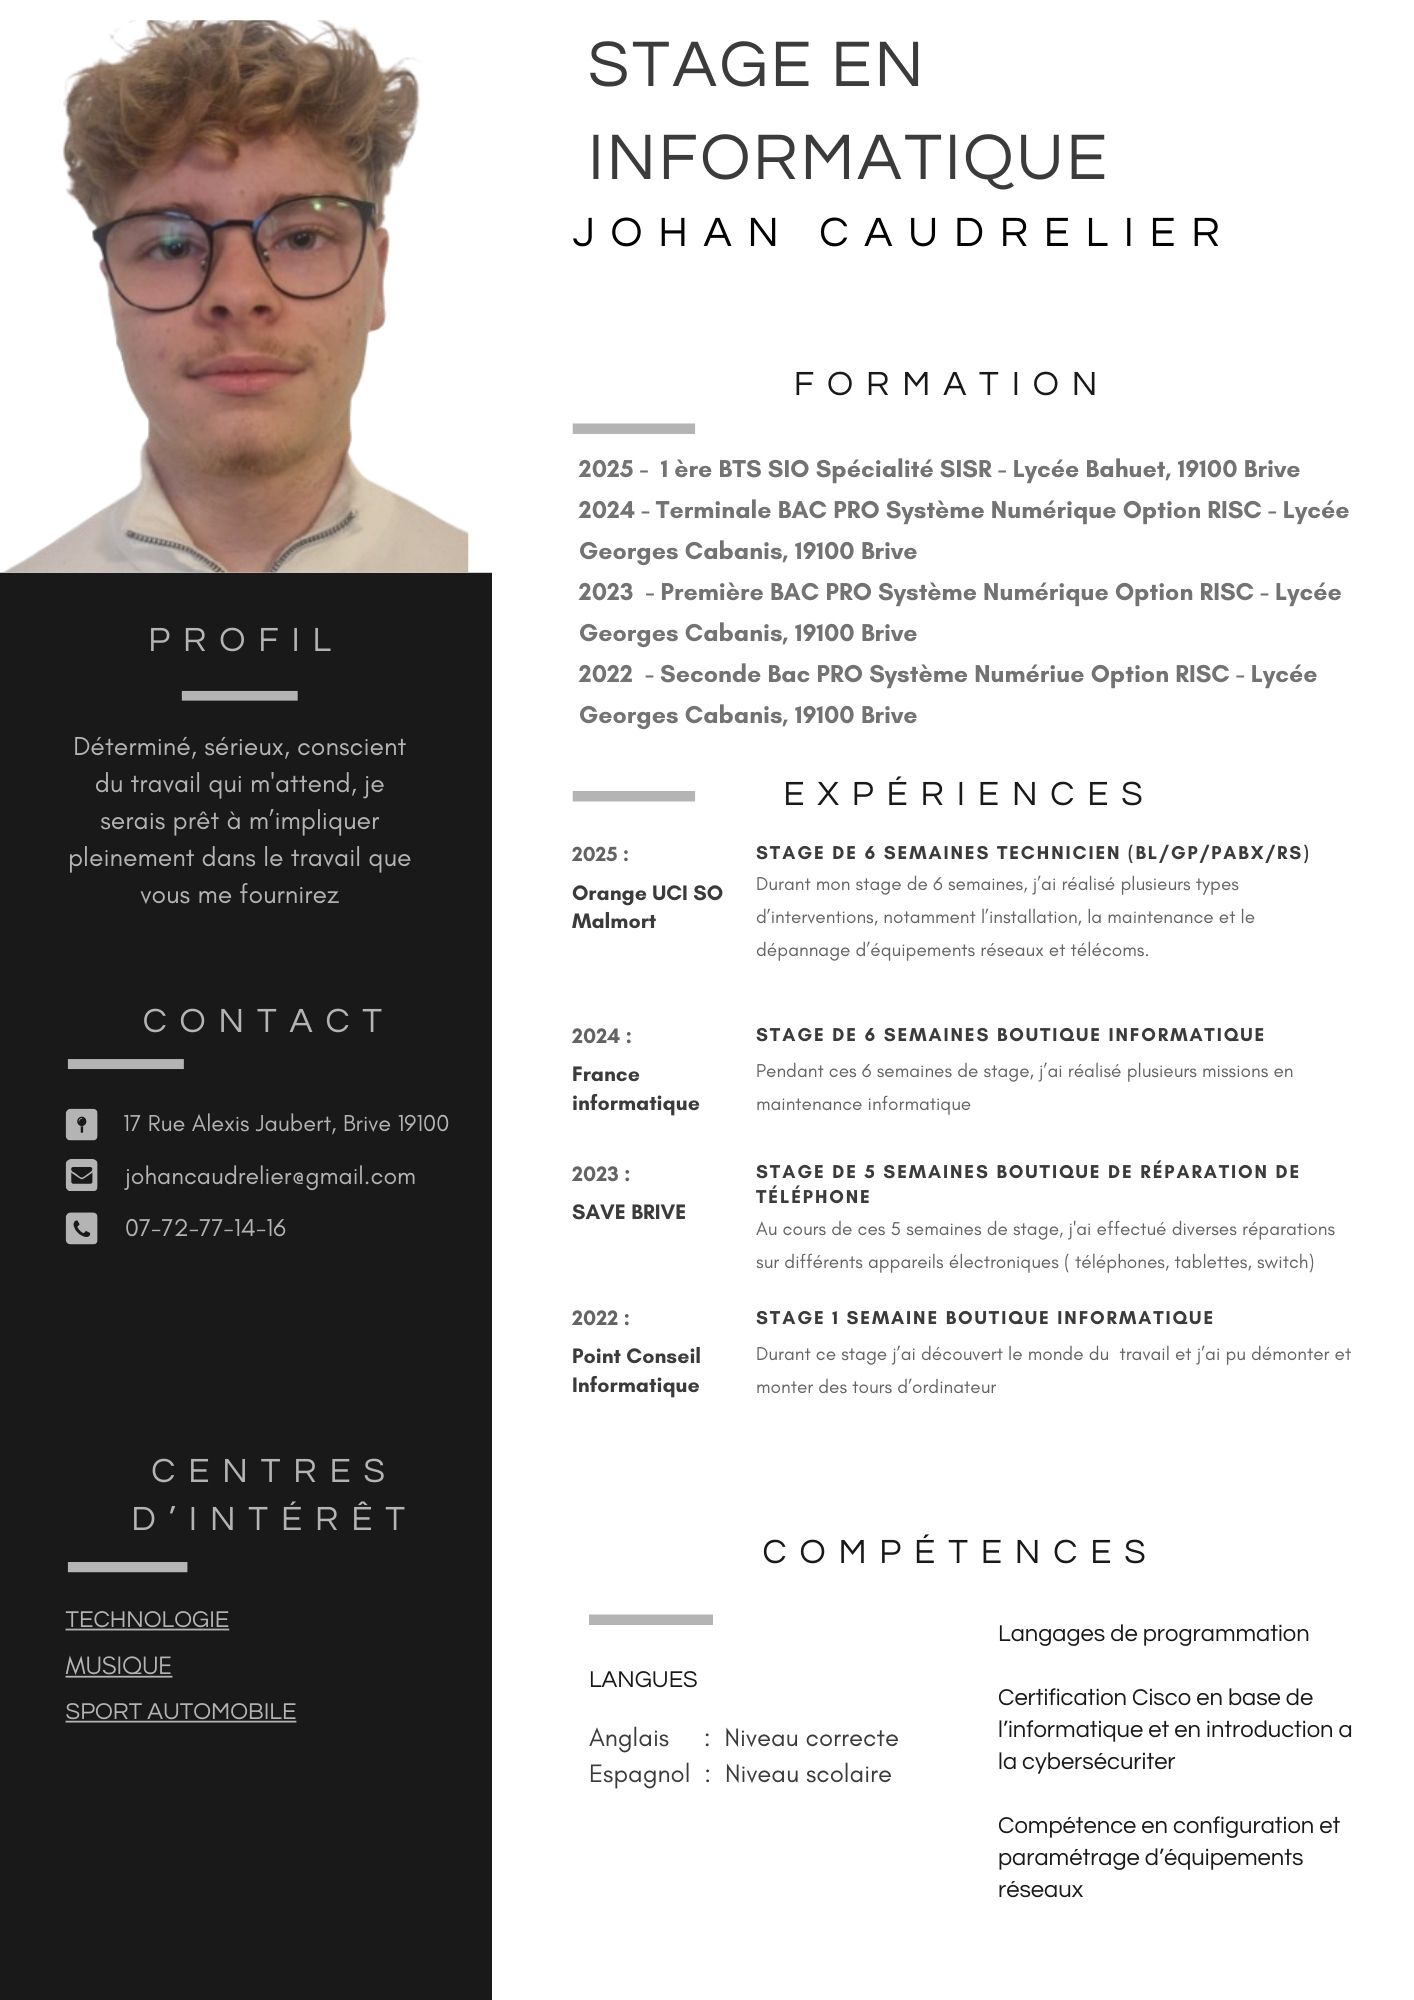 STAGE EN
INFORMATIQUE
JOHAN CAUDRELIER
PROFIL
Déterminé, sérieux, conscient
du travail qui m'attend, je
serais prêt à m’impliquer
pleinement dans le travail que
vous me fournirez
CONTACT
17 Rue Alexis Jaubert, Brive 19100
johancaudrelier@gmail.com
07-72-77-14-16
CENTRES
D’INTÉRÊT
TECHNOLOGIE
MUSIQUE
SPORT AUTOMOBILE
FORMATION
2025 - 1 ère BTS SIO Spécialité SISR - Lycée Bahuet, 19100 Brive
2024 - Terminale BAC PRO Système Numérique Option RISC - Lycée
Georges Cabanis, 19100 Brive
2023 - Première BAC PRO Système Numérique Option RISC - Lycée
Georges Cabanis, 19100 Brive
2022 - Seconde Bac PRO Système Numériue Option RISC - Lycée
Georges Cabanis, 19100 Brive
EXPÉRIENCES
2025 :
Orange UCI SO
Malmort
STAGE DE 6 SEMAINES TECHNICIEN (BL/GP/PABX/RS)
Durant mon stage de 6 semaines, j’ai réalisé plusieurs types
d’interventions, notamment l’installation, la maintenance et le
dépannage d’équipements réseaux et télécoms.
2024 :
France
informatique
STAGE DE 6 SEMAINES BOUTIQUE INFORMATIQUE
Pendant ces 6 semaines de stage, j’ai réalisé plusieurs missions en
maintenance informatique
2023 :
SAVE BRIVE
STAGE DE 5 SEMAINES BOUTIQUE DE RÉPARATION DE
TÉLÉPHONE
Au cours de ces 5 semaines de stage, j'ai effectué diverses réparations
sur différents appareils électroniques ( téléphones, tablettes, switch)
2022 :
Point Conseil
Informatique
STAGE 1 SEMAINE BOUTIQUE INFORMATIQUE
Durant ce stage j’ai découvert le monde du travail et j’ai pu démonter et
monter des tours d’ordinateur
COMPÉTENCES
LANGUES
Anglais : Niveau correcte
Espagnol : Niveau scolaire
Langages de programmation
Certification Cisco en base de
l’informatique et en introduction a
la cybersécuriter
Compétence en configuration et
paramétrage d’équipements
réseaux